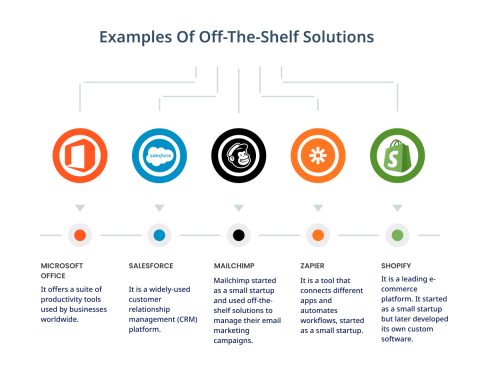 Examples Of Off-The-Shelf Solutions
salesforce
MICROSOFT
OFFICE
It offers a suite of
productivity tools
used by businesses
worldwide.
SALESFORCE
It is a widely-used
customer
relationship
management (CRM)
platform.
MAILCHIMP
Mailchimp started
as a small startup
and used off-the-
shelf solutions to
manage their email
marketing
campaigns.
ZAPIER
It is a tool that
connects different
apps and
automates
workflows, started
as a small startup.
SHOPIFY
It is a leading e-
commerce
platform. It started
as a small startup
but later developed
its own custom
software.